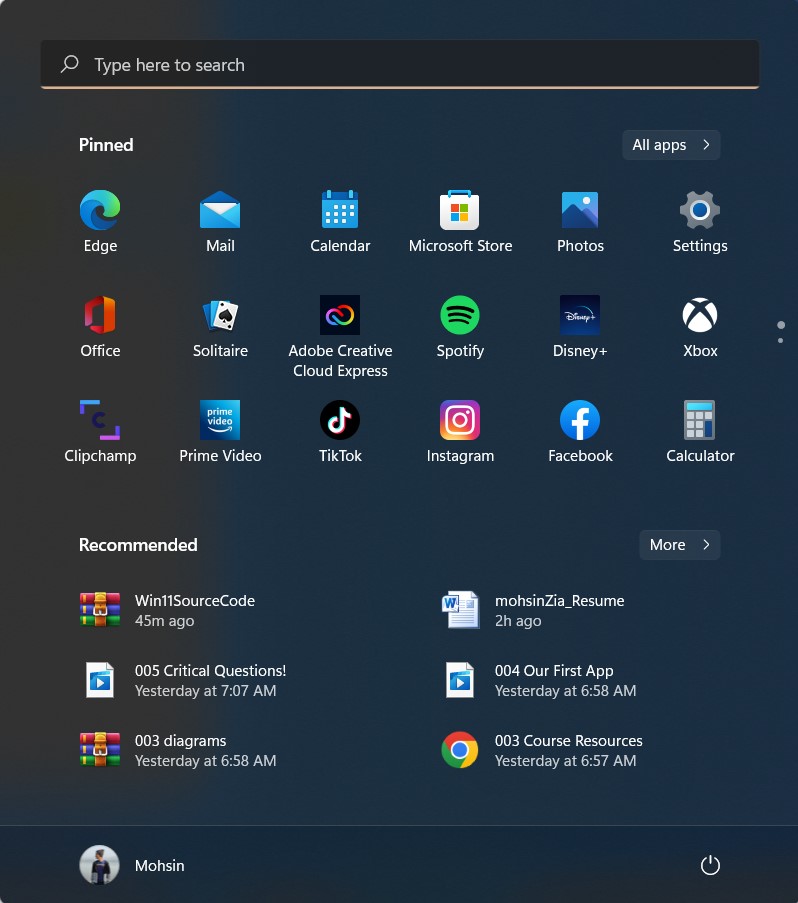 Type here to search
Pinned
All apps
Edge
Mail
Calendar
Microsoft Store
Photos
Settings
Office
Solitaire
Adobe Creative
Cloud Express
Spotify
Disney+
Disney+
Xbox
prime
video
Clipchamp
Prime Video
TikTok
Instagram
Facebook
Calculator
Recommended
More
Win11SourceCode
45m ago
mohsinZia_Resume
2h ago
005 Critical Questions!
Yesterday at 7:07 AM
004 Our First App
Yesterday at 6:58 AM
003 diagrams
Yesterday at 6:58 AM
003 Course Resources
Yesterday at 6:57 AM
Mohsin